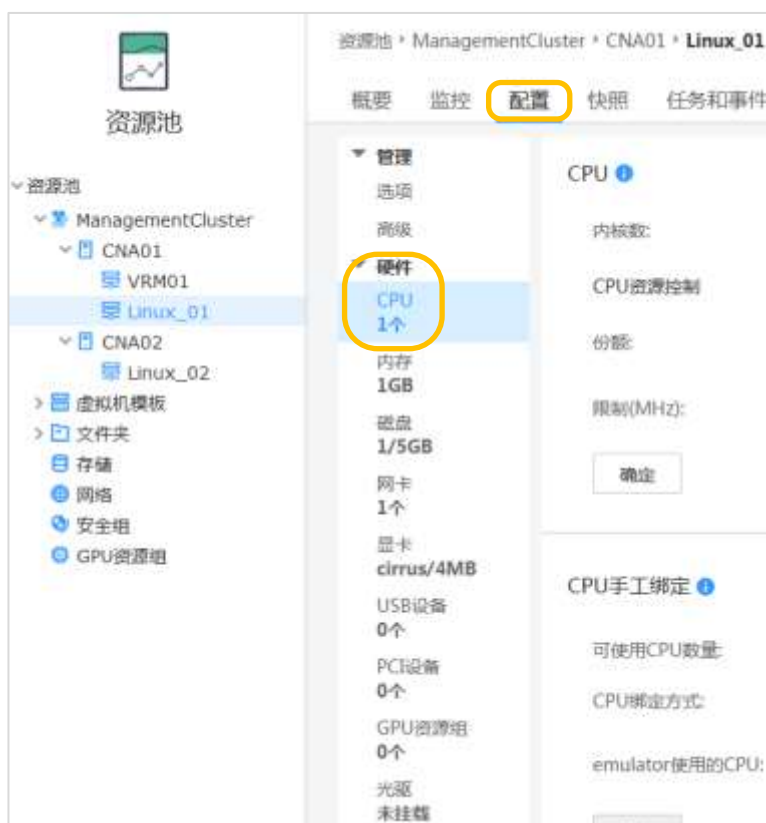 资源池
资源池
ManagementCluster
CNA01
VRM01
Linux_01
CNA02
Linux_02
虚拟机模板
文件夹
存储
网络
安全组
GPU资源组
资源池 ManagementCluster CNA01 Linux_01
概要 监控 配置 快照 任务和事件
管理
选项
高级
硬件
CPU
1个
内存
1GB
磁盘
1/5GB
网卡
1个
显卡
cirrus/4MB
USB设备
0个
PCI设备
0个
GPU资源组
0个
光驱
未挂载
CPU
内核数:
CPU资源控制
份额:
限制(MHz):
确定
CPU手工绑定
可使用CPU数量:
CPU绑定方式:
emulator使用的CPU: